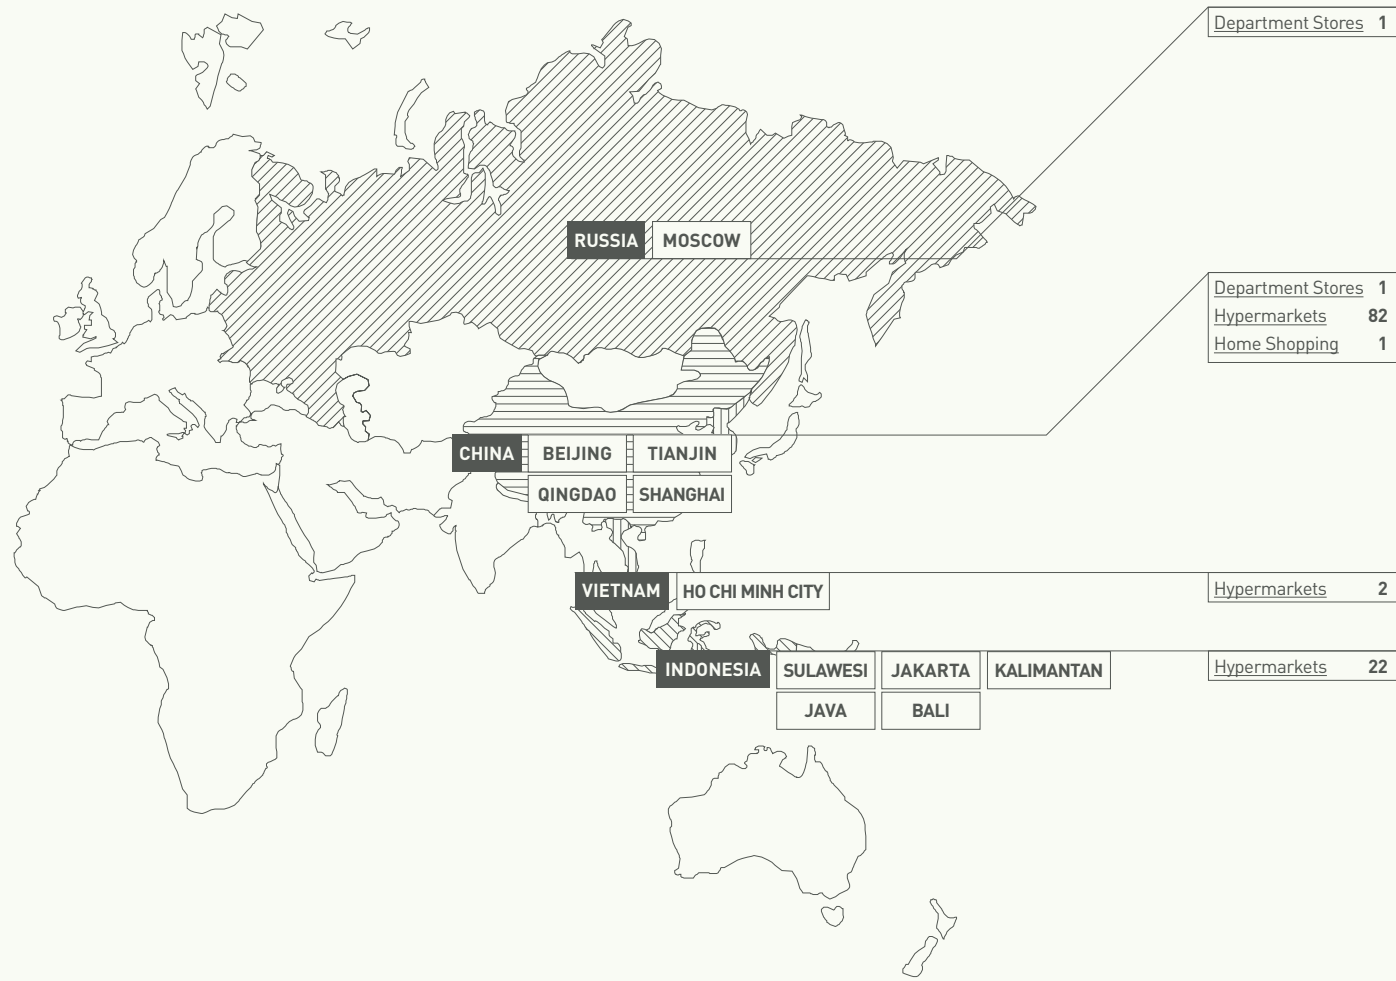 Department Stores 1
RUSSIA MOSCOW
Department Stores 1
Hypermarkets 82
Home Shopping 1
CHINA BEIJING TIANJIN
QINGDAO SHANGHAI
VIETNAM HO CHI MINH CITY
Hypermarkets 2
INDONESIA SULAWESI JAKARTA KALIMANTAN
Hypermarkets 22
JAVA BALI